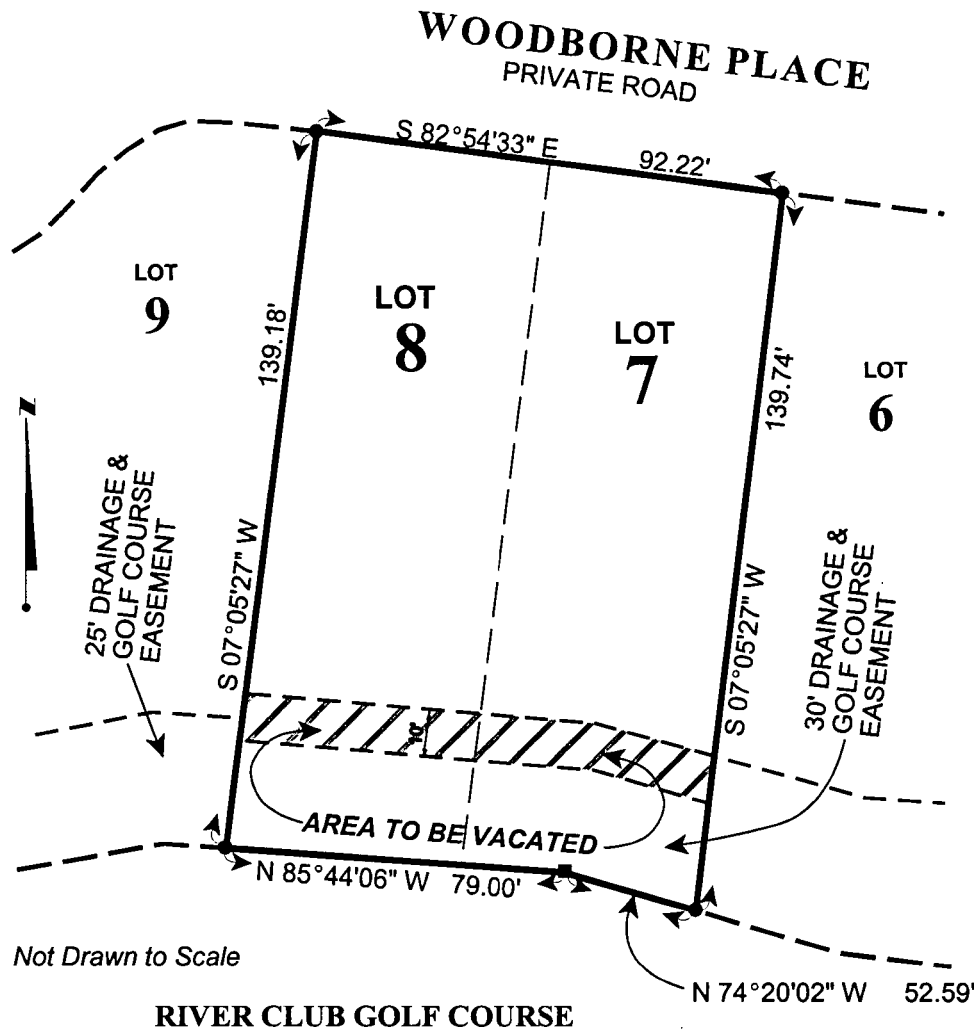 WOODBORNE PLACE
PRIVATE ROAD
S 82°54'33" E 92.22'
LOT
9
LOT
8
LOT
7
LOT
6
139.18'
139.74'
N
25' DRAINAGE &
GOLF COURSE
EASEMENT
S 07°05'27" W
S 07°05'27" W
30' DRAINAGE &
GOLF COURSE
EASEMENT
10'
AREA TO BE VACATED
N 85°44'06" W 79.00'
Not Drawn to Scale
N 74°20'02" W 52.59'
RIVER CLUB GOLF COURSE